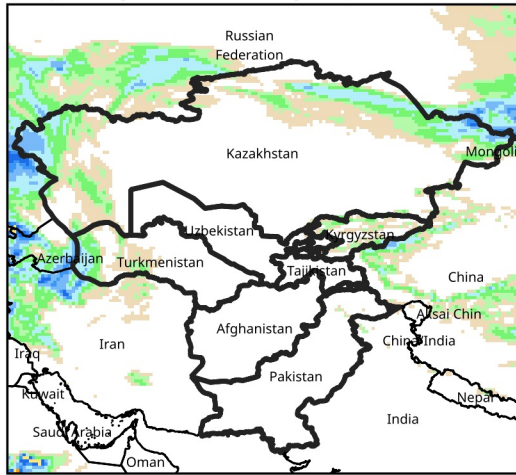 Russian
Federation
Kazakhstan
Mongoli
Uzbekistan
Kyrgyzstan
Azerbaijan
Turkmenistan
Tajikistan
China
Aksai Chin
Afghanistan
China/India
Iran
Iraq
Pakistan
Kuwait
Nepal
India
Saudi Arabia
Oman